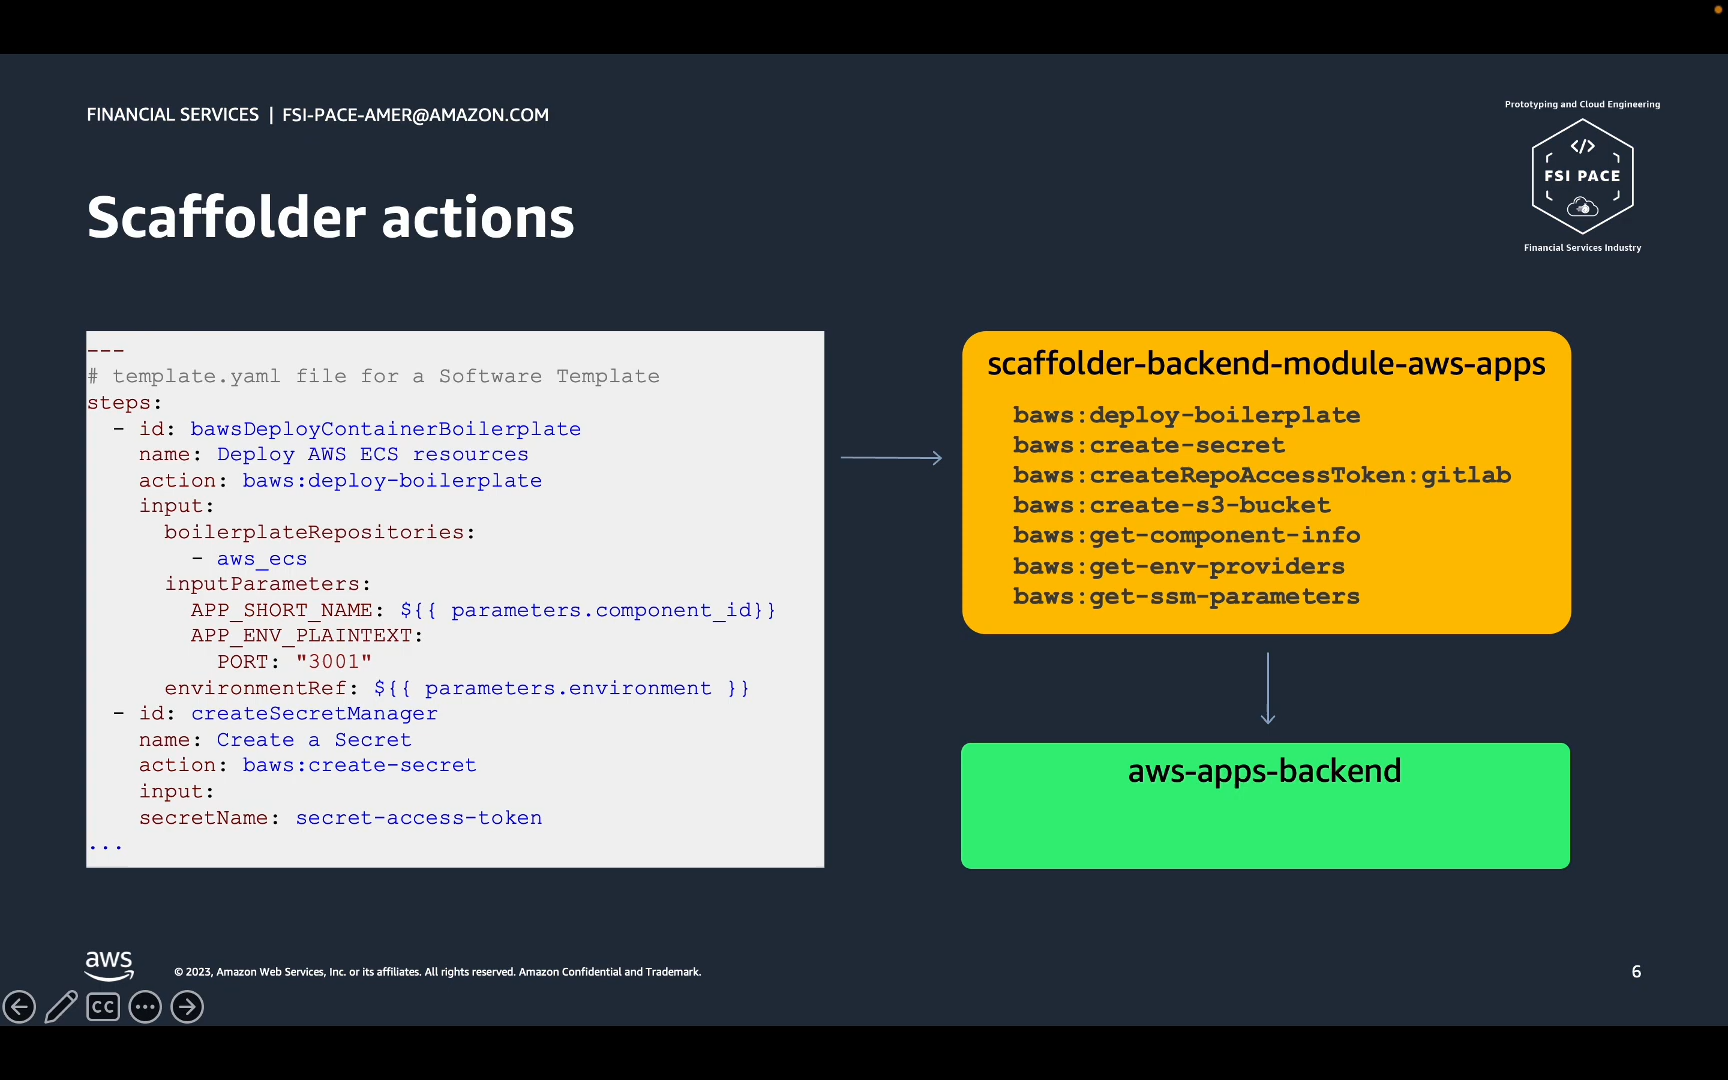 FINANCIAL SERVICES | FSI-PACE-AMER@AMAZON.COM
Prototyping and Cloud Engineering
</>
FSI PACE
Financial Services Industry
Scaffolder actions
---
# template.yaml file for a Software Template
steps:
  - id: bawsDeployContainerBoilerplate
    name: Deploy AWS ECS resources
    action: baws:deploy-boilerplate
    input:
      boilerplateRepositories:
        - aws_ecs
      inputParameters:
        APP_SHORT_NAME: ${{ parameters.component_id}}
        APP_ENV_PLAINTEXT:
          PORT: "3001"
      environmentRef: ${{ parameters.environment }}
  - id: createSecretManager
    name: Create a Secret
    action: baws:create-secret
    input:
    secretName: secret-access-token
...
scaffolder-backend-module-aws-apps
baws:deploy-boilerplate
baws:create-secret
baws:createRepoAccessToken:gitlab
baws:create-s3-bucket
baws:get-component-info
baws:get-env-providers
baws:get-ssm-parameters
aws-apps-backend
aws
© 2023, Amazon Web Services, Inc. or its affiliates. All rights reserved. Amazon Confidential and Trademark.
6
CC